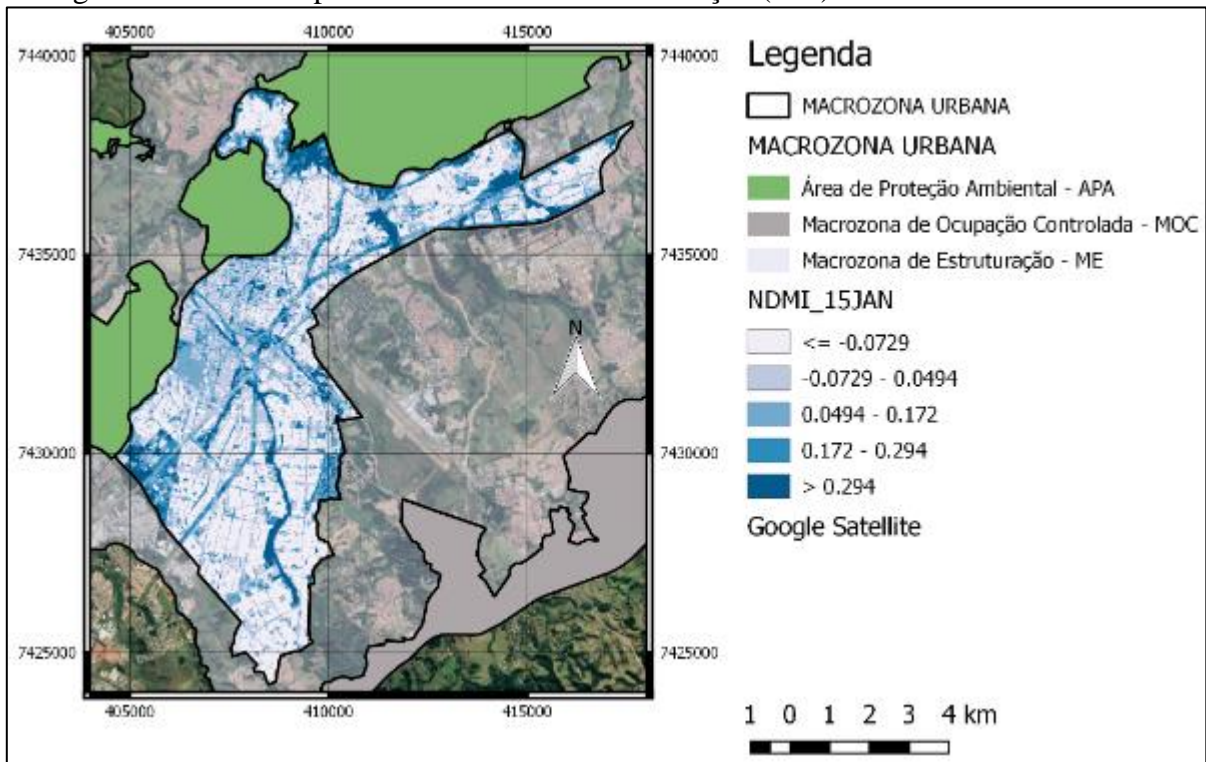 405000 410000 415000
7440000 7440000
7435000 7435000
7430000 7430000
7425000 7425000
405000 410000 415000
N
Legenda
MACROZONA URBANA
MACROZONA URBANA
Área de Proteção Ambiental - APA
Macrozona de Ocupação Controlada - MOC
Macrozona de Estruturação - ME
NDMI_15JAN
<= -0.0729
-0.0729 - 0.0494
0.0494 - 0.172
0.172 - 0.294
> 0.294
Google Satellite
1 0 1 2 3 4 km